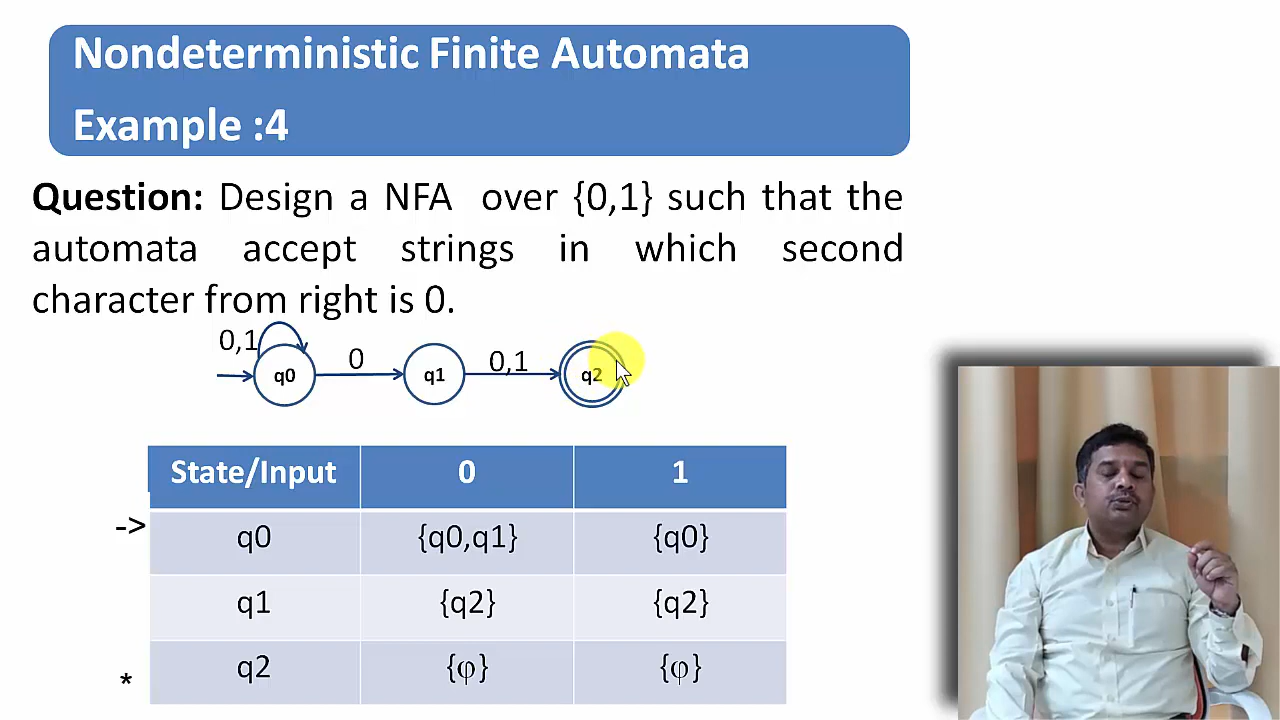 Nondeterministic Finite Automata
Example :4
Question: Design a NFA over {0,1} such that the
automata accept strings in which second
character from right is 0.
0,1 0 0,1
q0 q1 q2
State/Input 0 1
-> q0 {q0,q1} {q0}
q1 {q2} {q2}
* q2 {φ} {φ}